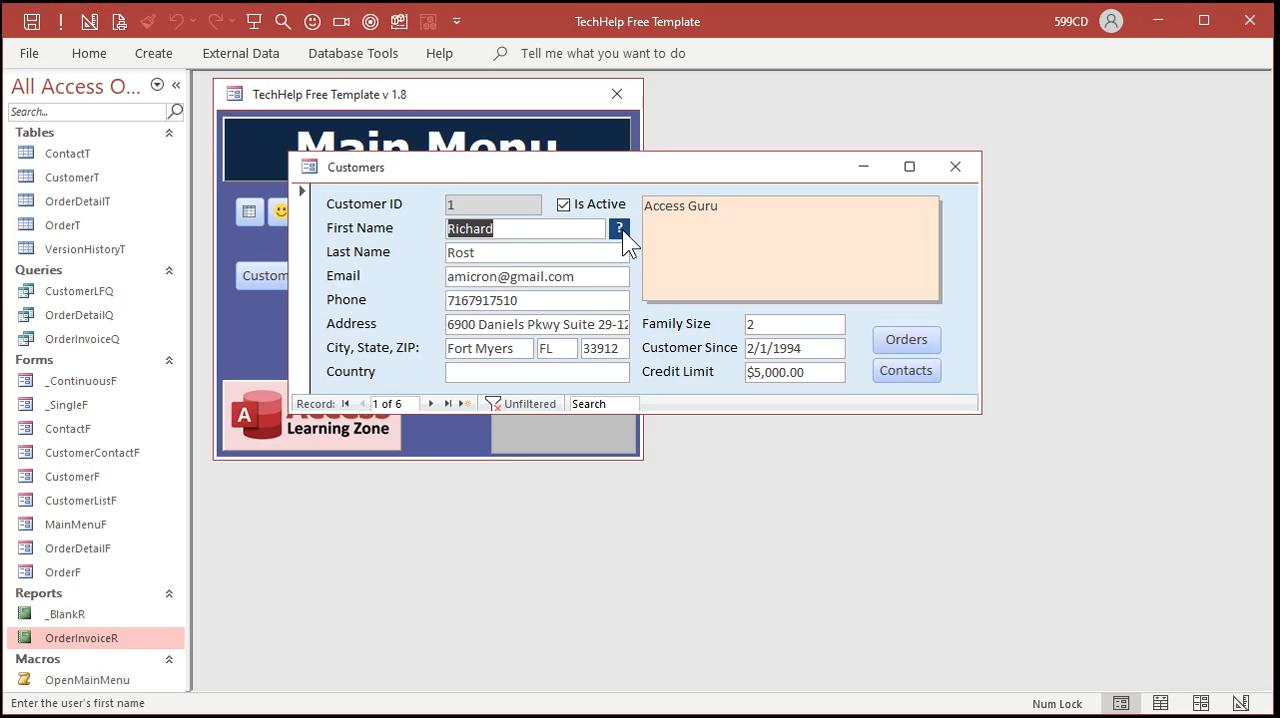 TechHelp Free Template
599CD
File
Home
Create
External Data
Database Tools
Help
Tell me what you want to do
All Access O...
Search...
Tables
ContactT
CustomerT
OrderDetailT
OrderT
VersionHistoryT
Queries
CustomerLFQ
OrderDetailQ
OrderInvoiceQ
Forms
_ContinuousF
_SingleF
ContactF
CustomerContactF
CustomerF
CustomerListF
MainMenuF
OrderDetailF
OrderF
Reports
_BlankR
OrderInvoiceR
Macros
OpenMainMenu
TechHelp Free Template v 1.8
Main Menu
Custom
A
Access
Learning Zone
Customers
Customer ID 1 Is Active
First Name Richard ?
Last Name Rost
Email amicron@gmail.com
Phone 7167917510
Address 6900 Daniels Pkwy Suite 29-12
City, State, ZIP: Fort Myers FL 33912
Country
Access Guru
Family Size 2
Customer Since 2/1/1994
Credit Limit $5,000.00
Orders
Contacts
Record: 1 of 6 Unfiltered Search
Enter the user's first name
Num Lock